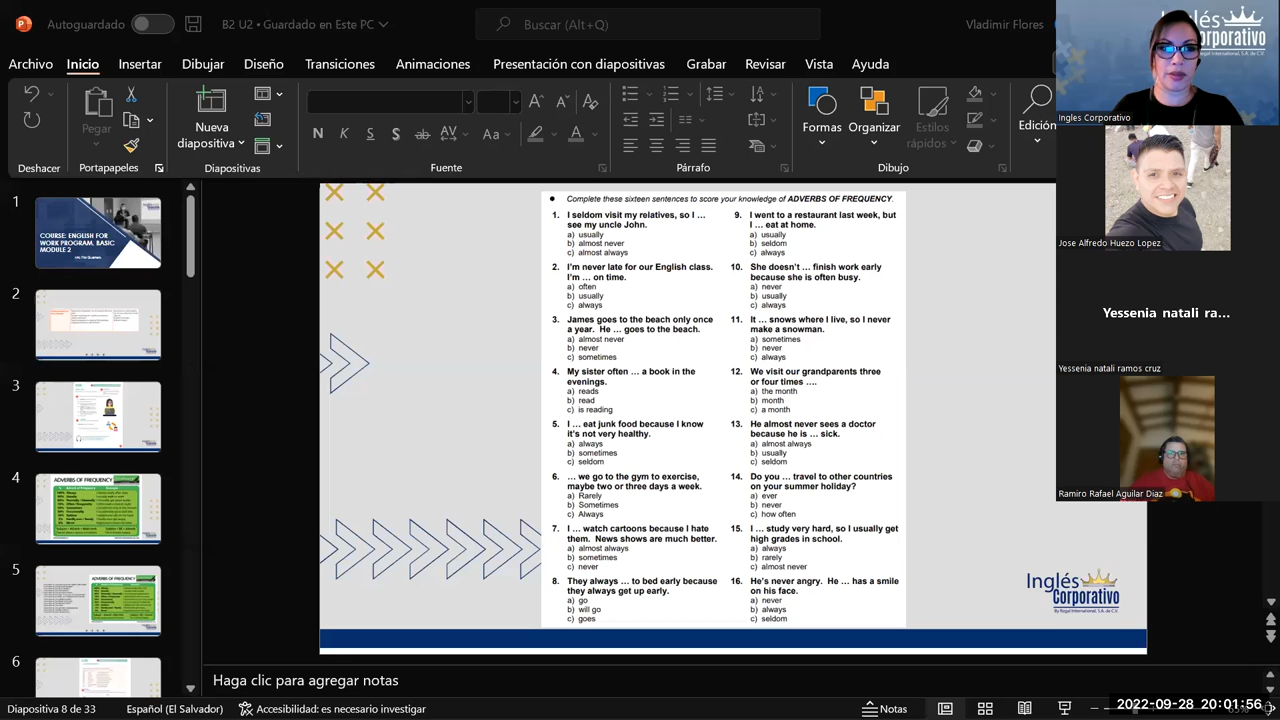 Autoguardado
B2 U2 • Guardado en Este PC
Buscar (Alt+Q)
Vladimir Flores
Archivo
Inicio
Insertar
Dibujar
Diseño
Transiciones
Animaciones
ación con diapositivas
Grabar
Revisar
Vista
Ayuda
Pegar
Nueva
diapositiva
Formas
Organizar
Estilos
rápidos
Edición
Deshacer
Portapapeles
Diapositivas
Fuente
Párrafo
Dibujo
1
COURSE: ENGLISH FOR
WORK PROGRAM. BASIC
MODULE 2
2
3
4
ADVERBS OF FREQUENCY
5
ADVERBS OF FREQUENCY
6
Complete these sixteen sentences to score your knowledge of ADVERBS OF FREQUENCY.
1. I seldom visit my relatives, so I …
see my uncle John.
a) usually
b) almost never
c) almost always
2. I'm never late for our English class.
I'm … on time.
a) often
b) usually
c) always
3. James goes to the beach only once
a year. He … goes to the beach.
a) almost never
b) never
c) sometimes
4. My sister often … a book in the
evenings.
a) reads
b) read
c) is reading
5. I … eat junk food because I know
it's not very healthy.
a) always
b) sometimes
c) seldom
6. … we go to the gym to exercise,
maybe two or three days a week.
a) Rarely
b) Sometimes
c) Always
7. I … watch cartoons because I hate
them. News shows are much better.
a) almost always
b) sometimes
c) never
8. They always … to bed early because
they always get up early.
a) go
b) will go
c) goes
9. I went to a restaurant last week, but
I … eat at home.
a) usually
b) seldom
c) always
10. She doesn't … finish work early
because she is often busy.
a) never
b) usually
c) always
11. It … snows where I live, so I never
make a snowman.
a) sometimes
b) never
c) always
12. We visit our grandparents three
or four times ….
a) the month
b) month
c) a month
13. He almost never sees a doctor
because he is … sick.
a) almost always
b) usually
c) seldom
14. Do you … travel to other countries
on your summer holiday?
a) ever
b) never
c) how often
15. I … study very hard, so I usually get
high grades in school.
a) always
b) rarely
c) almost never
16. He's never angry. He … has a smile
on his face.
a) never
b) always
c) seldom
Inglés
Corporativo
By Regal International, S.A. de C.V.
Haga clic para agregar notas
Diapositiva 8 de 33
Español (El Salvador)
Accesibilidad: es necesario investigar
Notas
Inglés
orporativo
Ingles Corporativo
Jose Alfredo Huezo Lopez
Yessenia natali ra...
Yessenia natali ramos cruz
Ramiro Rafael Aguilar Diaz
2022-09-28 20:01:56